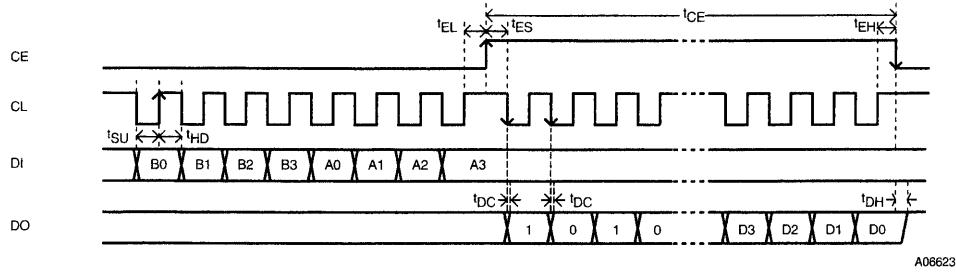 tEL tES tCE tEH
CE
CL
tSU tHD
DI B0 B1 B2 B3 A0 A1 A2 A3
tDC tDC tDH
DO 1 0 1 0 D3 D2 D1 D0
A06623